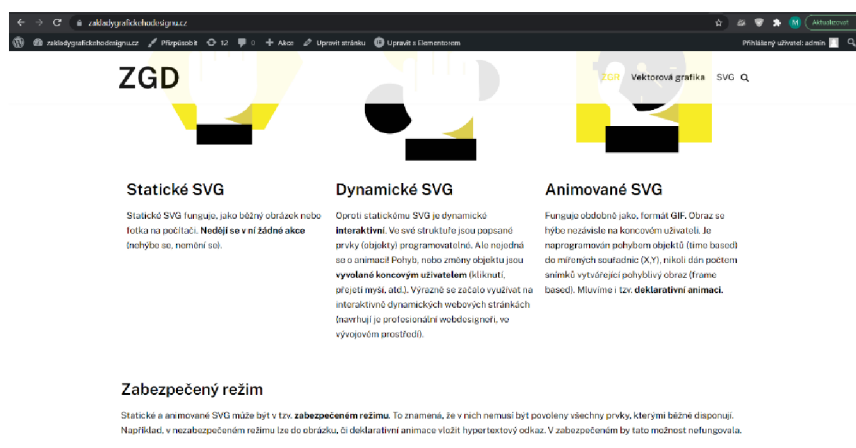 zakladygrafickehodesignu.cz
Aktualizovat
zakladygrafickehodesignu.cz Přizpůsobit 12 0 Akce Upravit stránku Upravit s Elementorem Přihlášený uživatel: admin
ZGD
ZGR Vektorová grafika SVG
Statické SVG
Statické SVG funguje, jako běžný obrázek nebo
fotka na počítači. Nedějí se v ní žádné akce
(nehýbe se, nemění se).
Dynamické SVG
Oproti statickému SVG je dynamické
interaktivní. Ve své struktuře jsou popsané
prvky (objekty) programovatelné. Ale nejedná
se o animaci! Pohyb, nebo změny objektu jsou
vyvolané koncovým uživatelem (kliknutí,
přejetí myší, atd.). Výrazně se začalo využívat na
interaktivně dynamických webových stránkách
(navrhují je profesionální webdesigneři, ve
vývojovém prostředí).
Animované SVG
Funguje obdobně jako, formát GIF. Obraz se
hýbe nezávisle na koncovém uživateli. Je
naprogramován pohybem objektů (time based)
do mířených souřadnic (X,Y), nikoli dán počtem
snímků vytvářející pohyblivý obraz (frame
based). Mluvíme i tzv. deklarativní animaci.
Zabezpečený režim
Statické a animované SVG může být v tzv. zabezpečeném režimu. To znamená, že v nich nemusí být povoleny všechny prvky, kterými běžně disponují.
Například, v nezabezpečeném režimu lze do obrázku, či deklarativní animace vložit hypertextový odkaz. V zabezpečeném by tato možnost nefungovala.